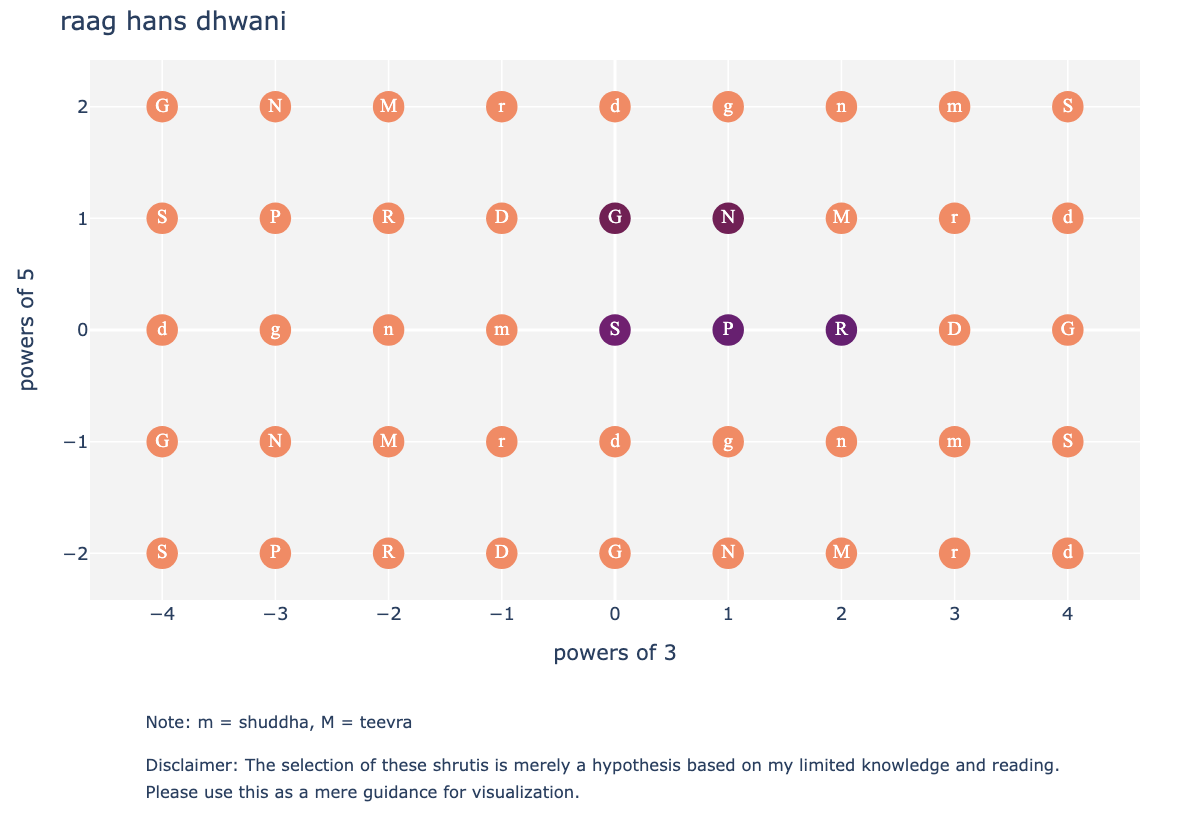 raag hans dhwani
2 G N M r d g n m S
1 S P R D G N M r d
powers of 5
0 d g n m S P R D G
−1 G N M r d g n m S
−2 S P R D G N M r d
−4 −3 −2 −1 0 1 2 3 4
powers of 3
Note: m = shuddha, M = teevra
Disclaimer: The selection of these shrutis is merely a hypothesis based on my limited knowledge and reading.
Please use this as a mere guidance for visualization.